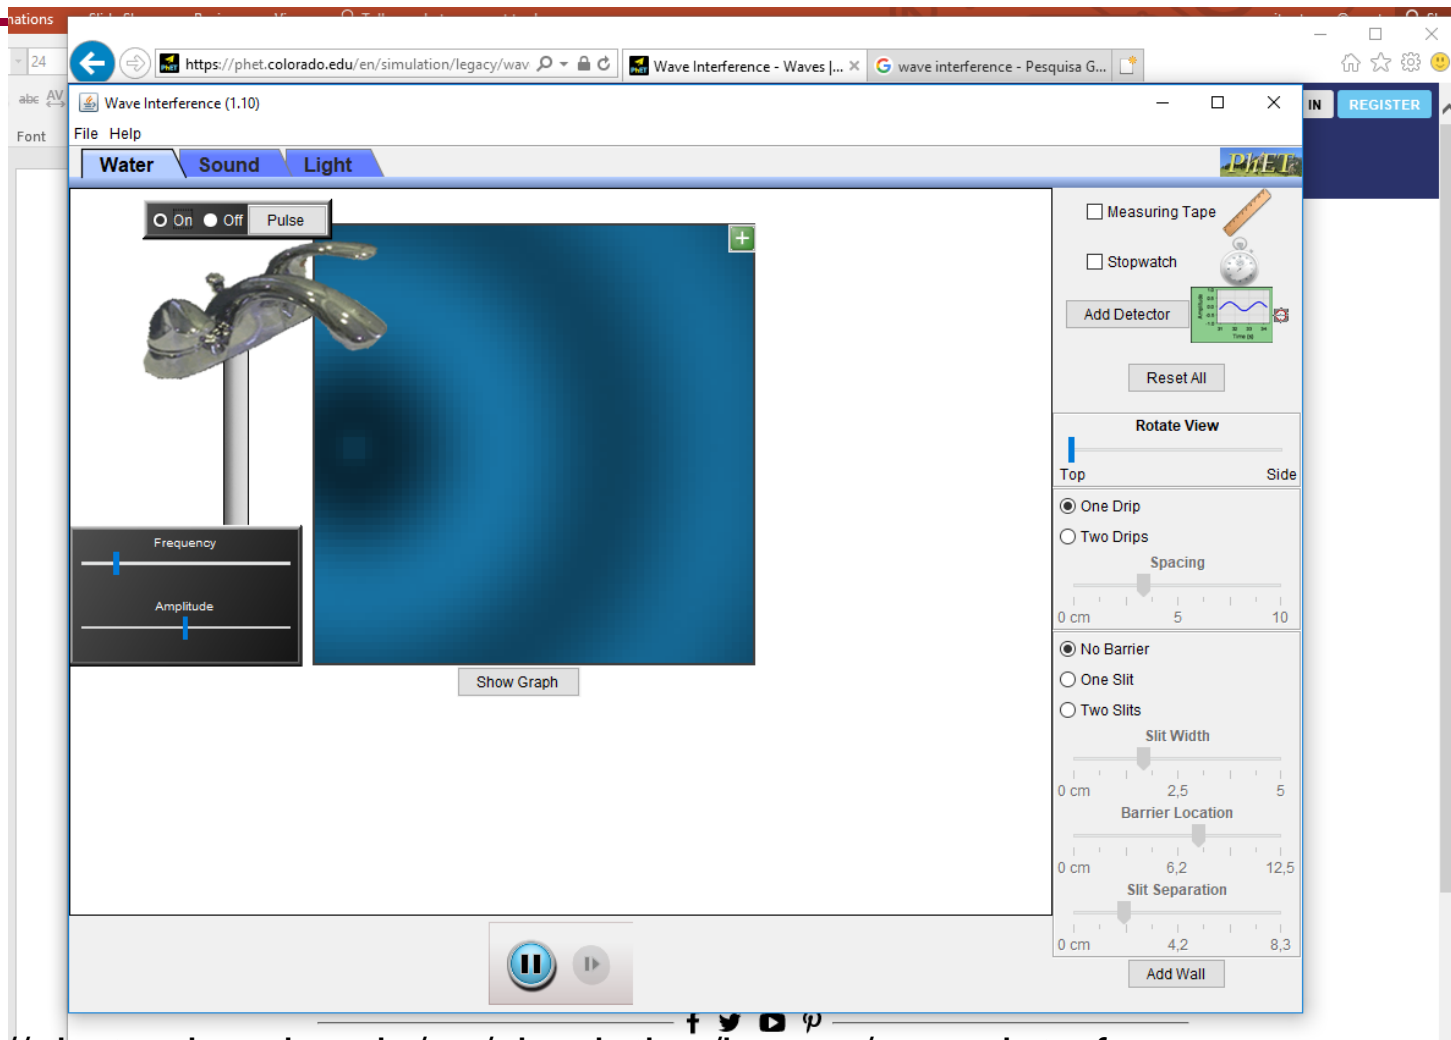 24
https://phet.colorado.edu/en/simulation/legacy/wav
Wave Interference - Waves |...
wave interference - Pesquisa G...
abc AV
Wave Interference (1.10)
IN
REGISTER
Font
File Help
Water Sound Light
PhET
On Off Pulse
Measuring Tape
Stopwatch
Add Detector
Reset All
Rotate View
Top Side
One Drip
Two Drips
Spacing
0 cm 5 10
Frequency
Amplitude
No Barrier
One Slit
Two Slits
Show Graph
Slit Width
0 cm 2,5 5
Barrier Location
0 cm 6,2 12,5
Slit Separation
0 cm 4,2 8,3
Add Wall